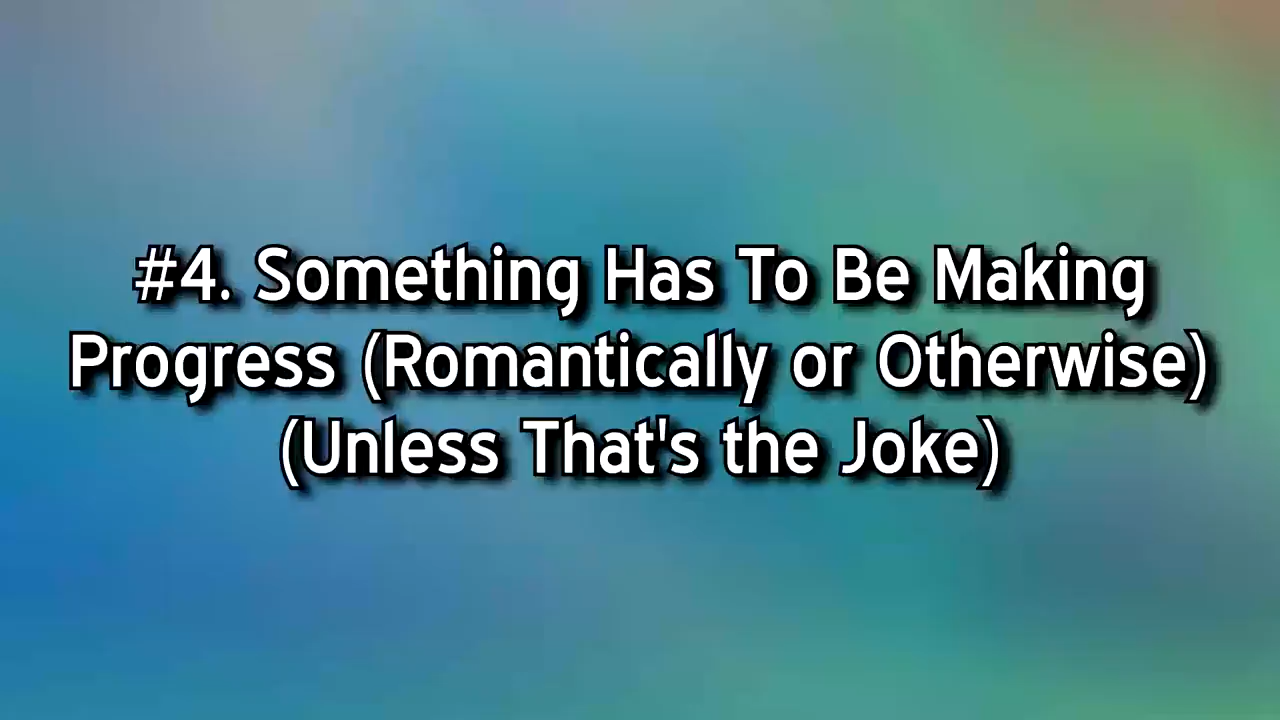 #4. Something Has To Be Making
Progress (Romantically or Otherwise)
(Unless That's the Joke)